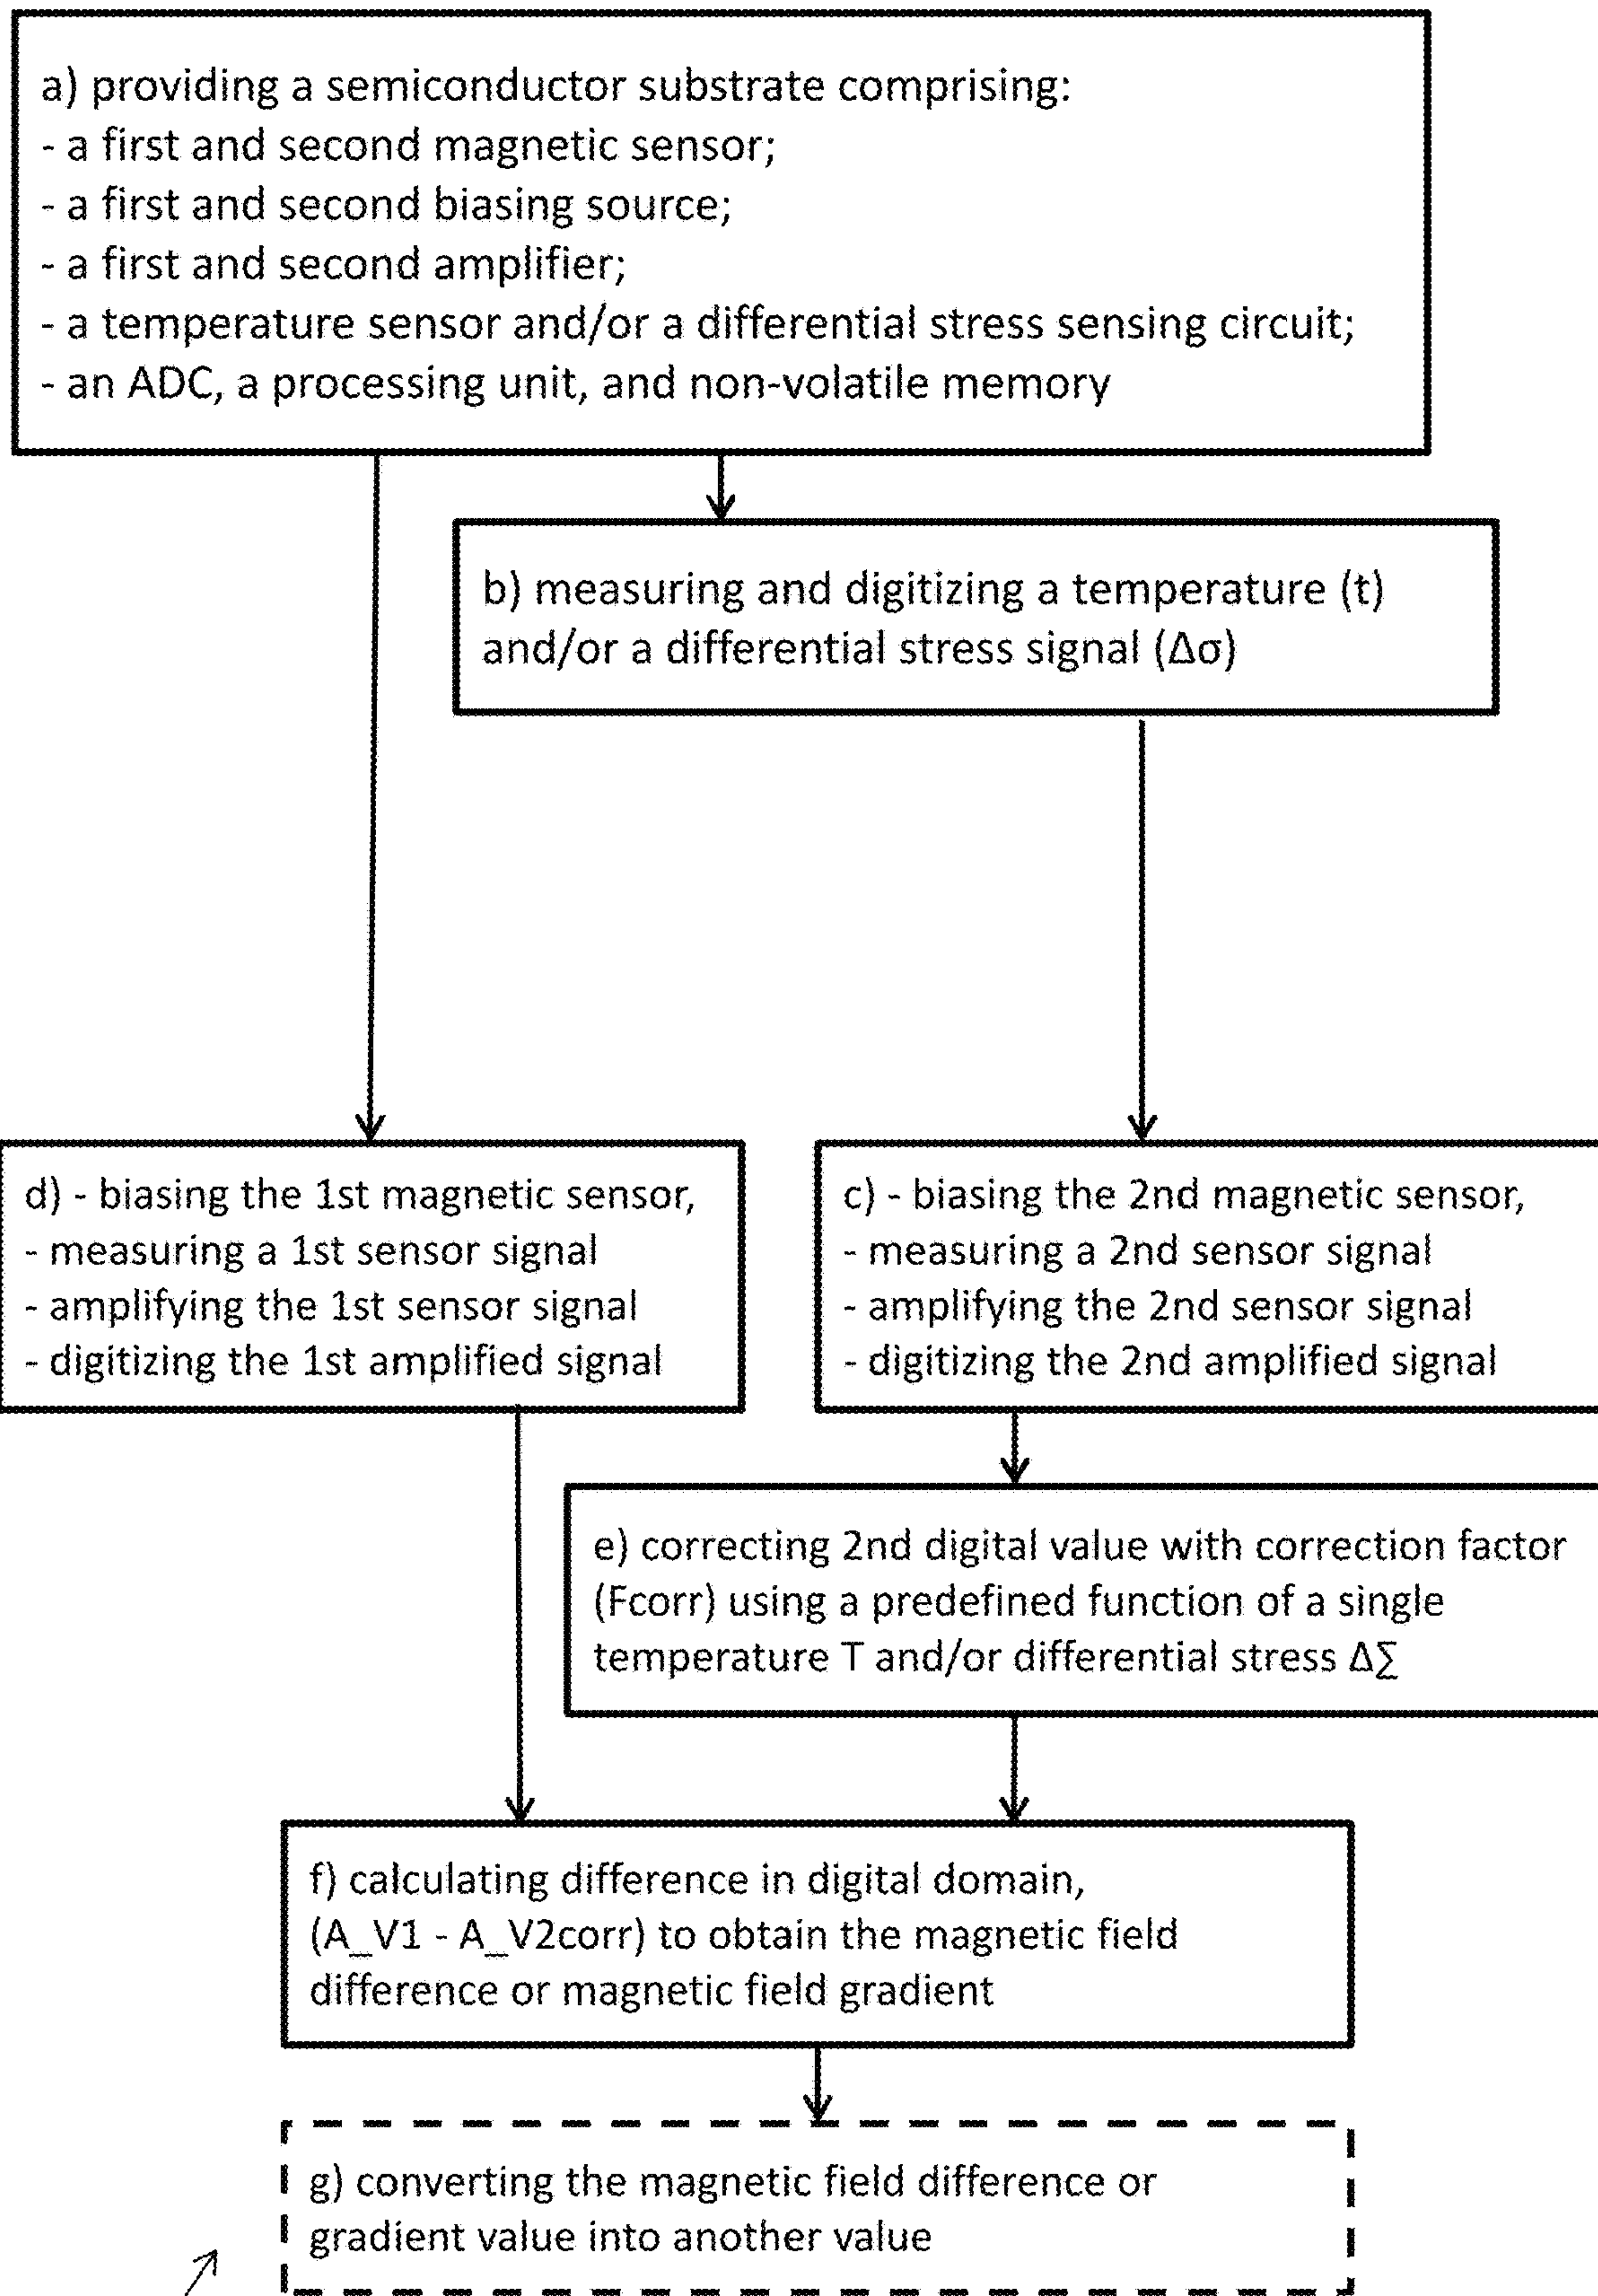 a) providing a semiconductor substrate comprising:
- a first and second magnetic sensor;
- a first and second biasing source;
- a first and second amplifier;
- a temperature sensor and/or a differential stress sensing circuit;
- an ADC, a processing unit, and non-volatile memory
b) measuring and digitizing a temperature (t)
and/or a differential stress signal (Δσ)
d) - biasing the 1st magnetic sensor,
- measuring a 1st sensor signal
- amplifying the 1st sensor signal
- digitizing the 1st amplified signal
c) - biasing the 2nd magnetic sensor,
- measuring a 2nd sensor signal
- amplifying the 2nd sensor signal
- digitizing the 2nd amplified signal
e) correcting 2nd digital value with correction factor
(Fcorr) using a predefined function of a single
temperature T and/or differential stress Δ∑
f) calculating difference in digital domain,
(A_V1 - A_V2corr) to obtain the magnetic field
difference or magnetic field gradient
g) converting the magnetic field difference or
gradient value into another value